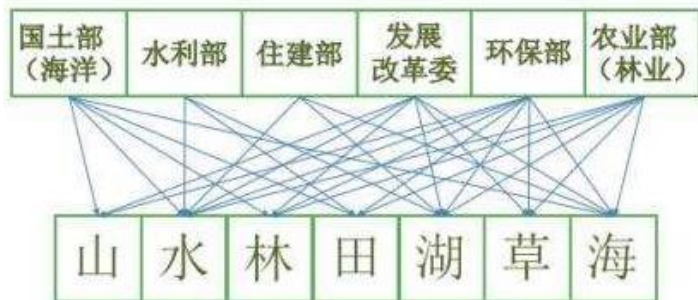 国土部
（海洋）
水利部
住建部
发展
改革委
环保部
农业部
（林业）
山 水 林 田 湖 草 海